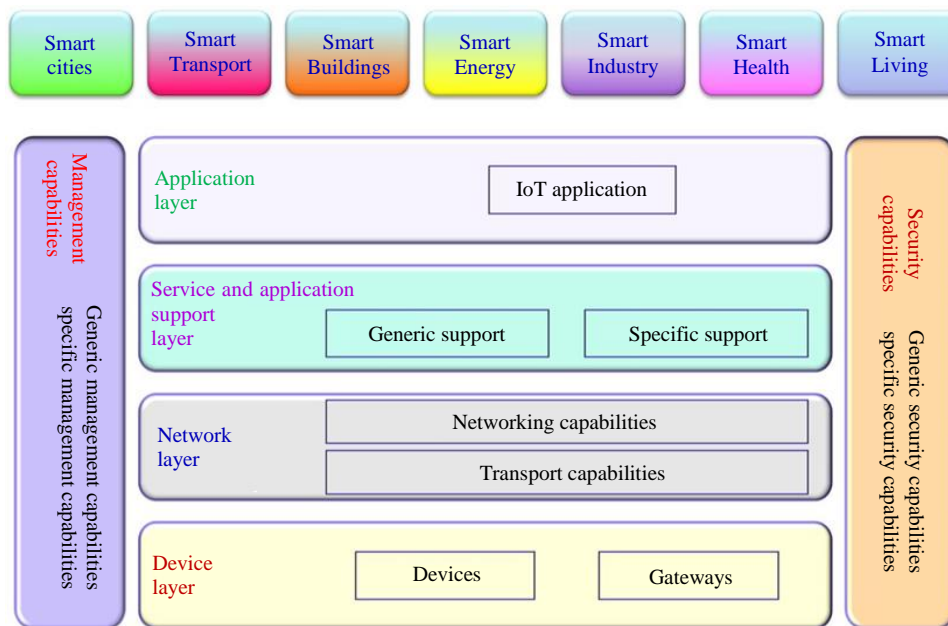 Smart
cities
Smart
Transport
Smart
Buildings
Smart
Energy
Smart
Industry
Smart
Health
Smart
Living
Management
capabilities
Generic management capabilities
specific management capabilities
Application
layer
IoT application
Service and application
support
layer
Generic support
Specific support
Network
layer
Networking capabilities
Transport capabilities
Device
layer
Devices
Gateways
Security
capabilities
Generic security capabilities
specific security capabilities